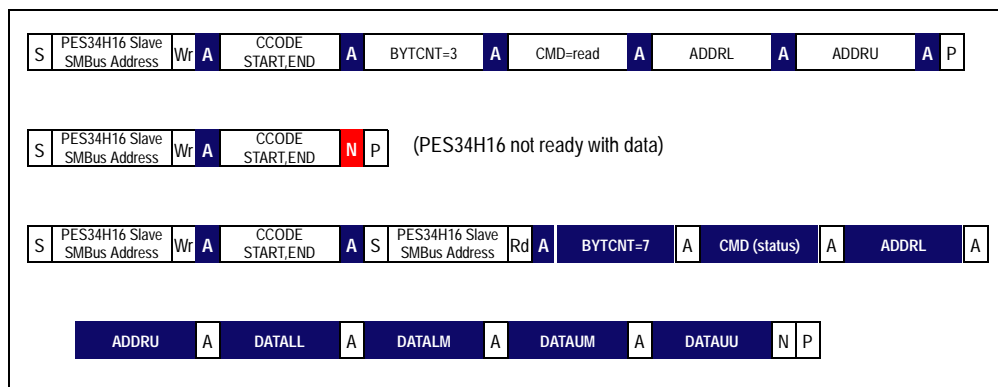 S PES34H16 Slave SMBus Address Wr A CCODE START,END A BYTCNT=3 A CMD=read A ADDRL A ADDRU A P
S PES34H16 Slave SMBus Address Wr A CCODE START,END N P (PES34H16 not ready with data)
S PES34H16 Slave SMBus Address Wr A CCODE START,END A S PES34H16 Slave SMBus Address Rd A BYTCNT=7 A CMD (status) A ADDRL A
ADDRU A DATALL A DATALM A DATAUM A DATAUU N P